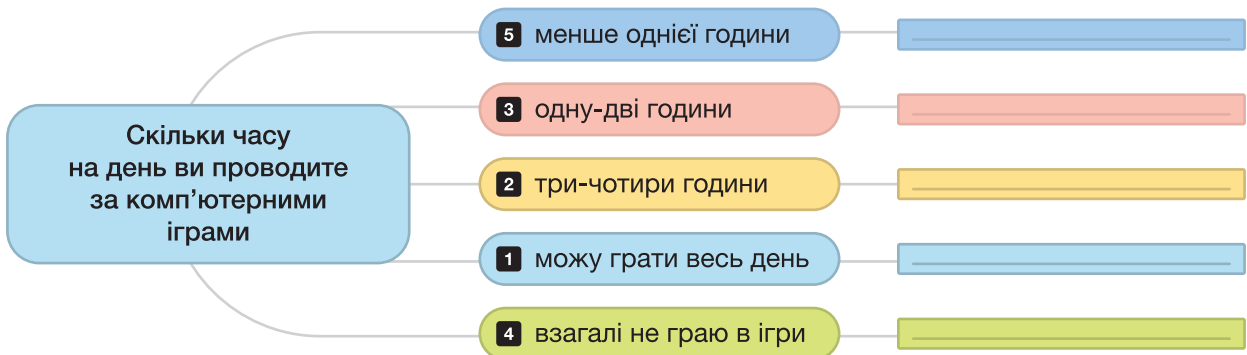 Скільки часу
на день ви проводите
за комп’ютерними
іграми
5 менше однієї години
3 одну-дві години
2 три-чотири години
1 можу грати весь день
4 взагалі не граю в ігри